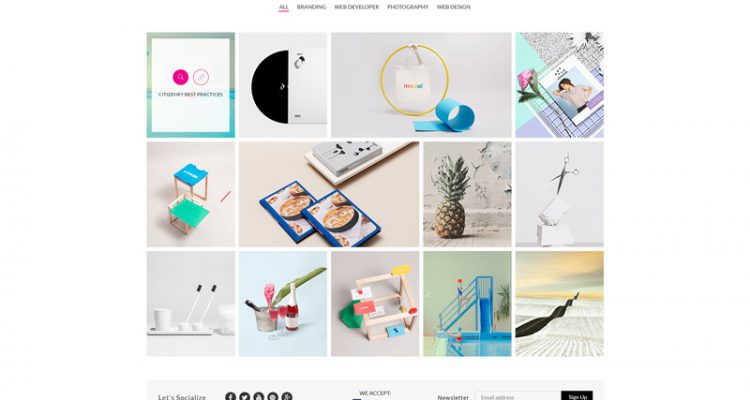 ALL BRANDING WEB DEVELOPER PHOTOGRAPHY WEB DESIGN
CITIZENRY BEST PRACTICES
Let's Socialize
WE ACCEPT:
Newsletter
Email address
Sign Up